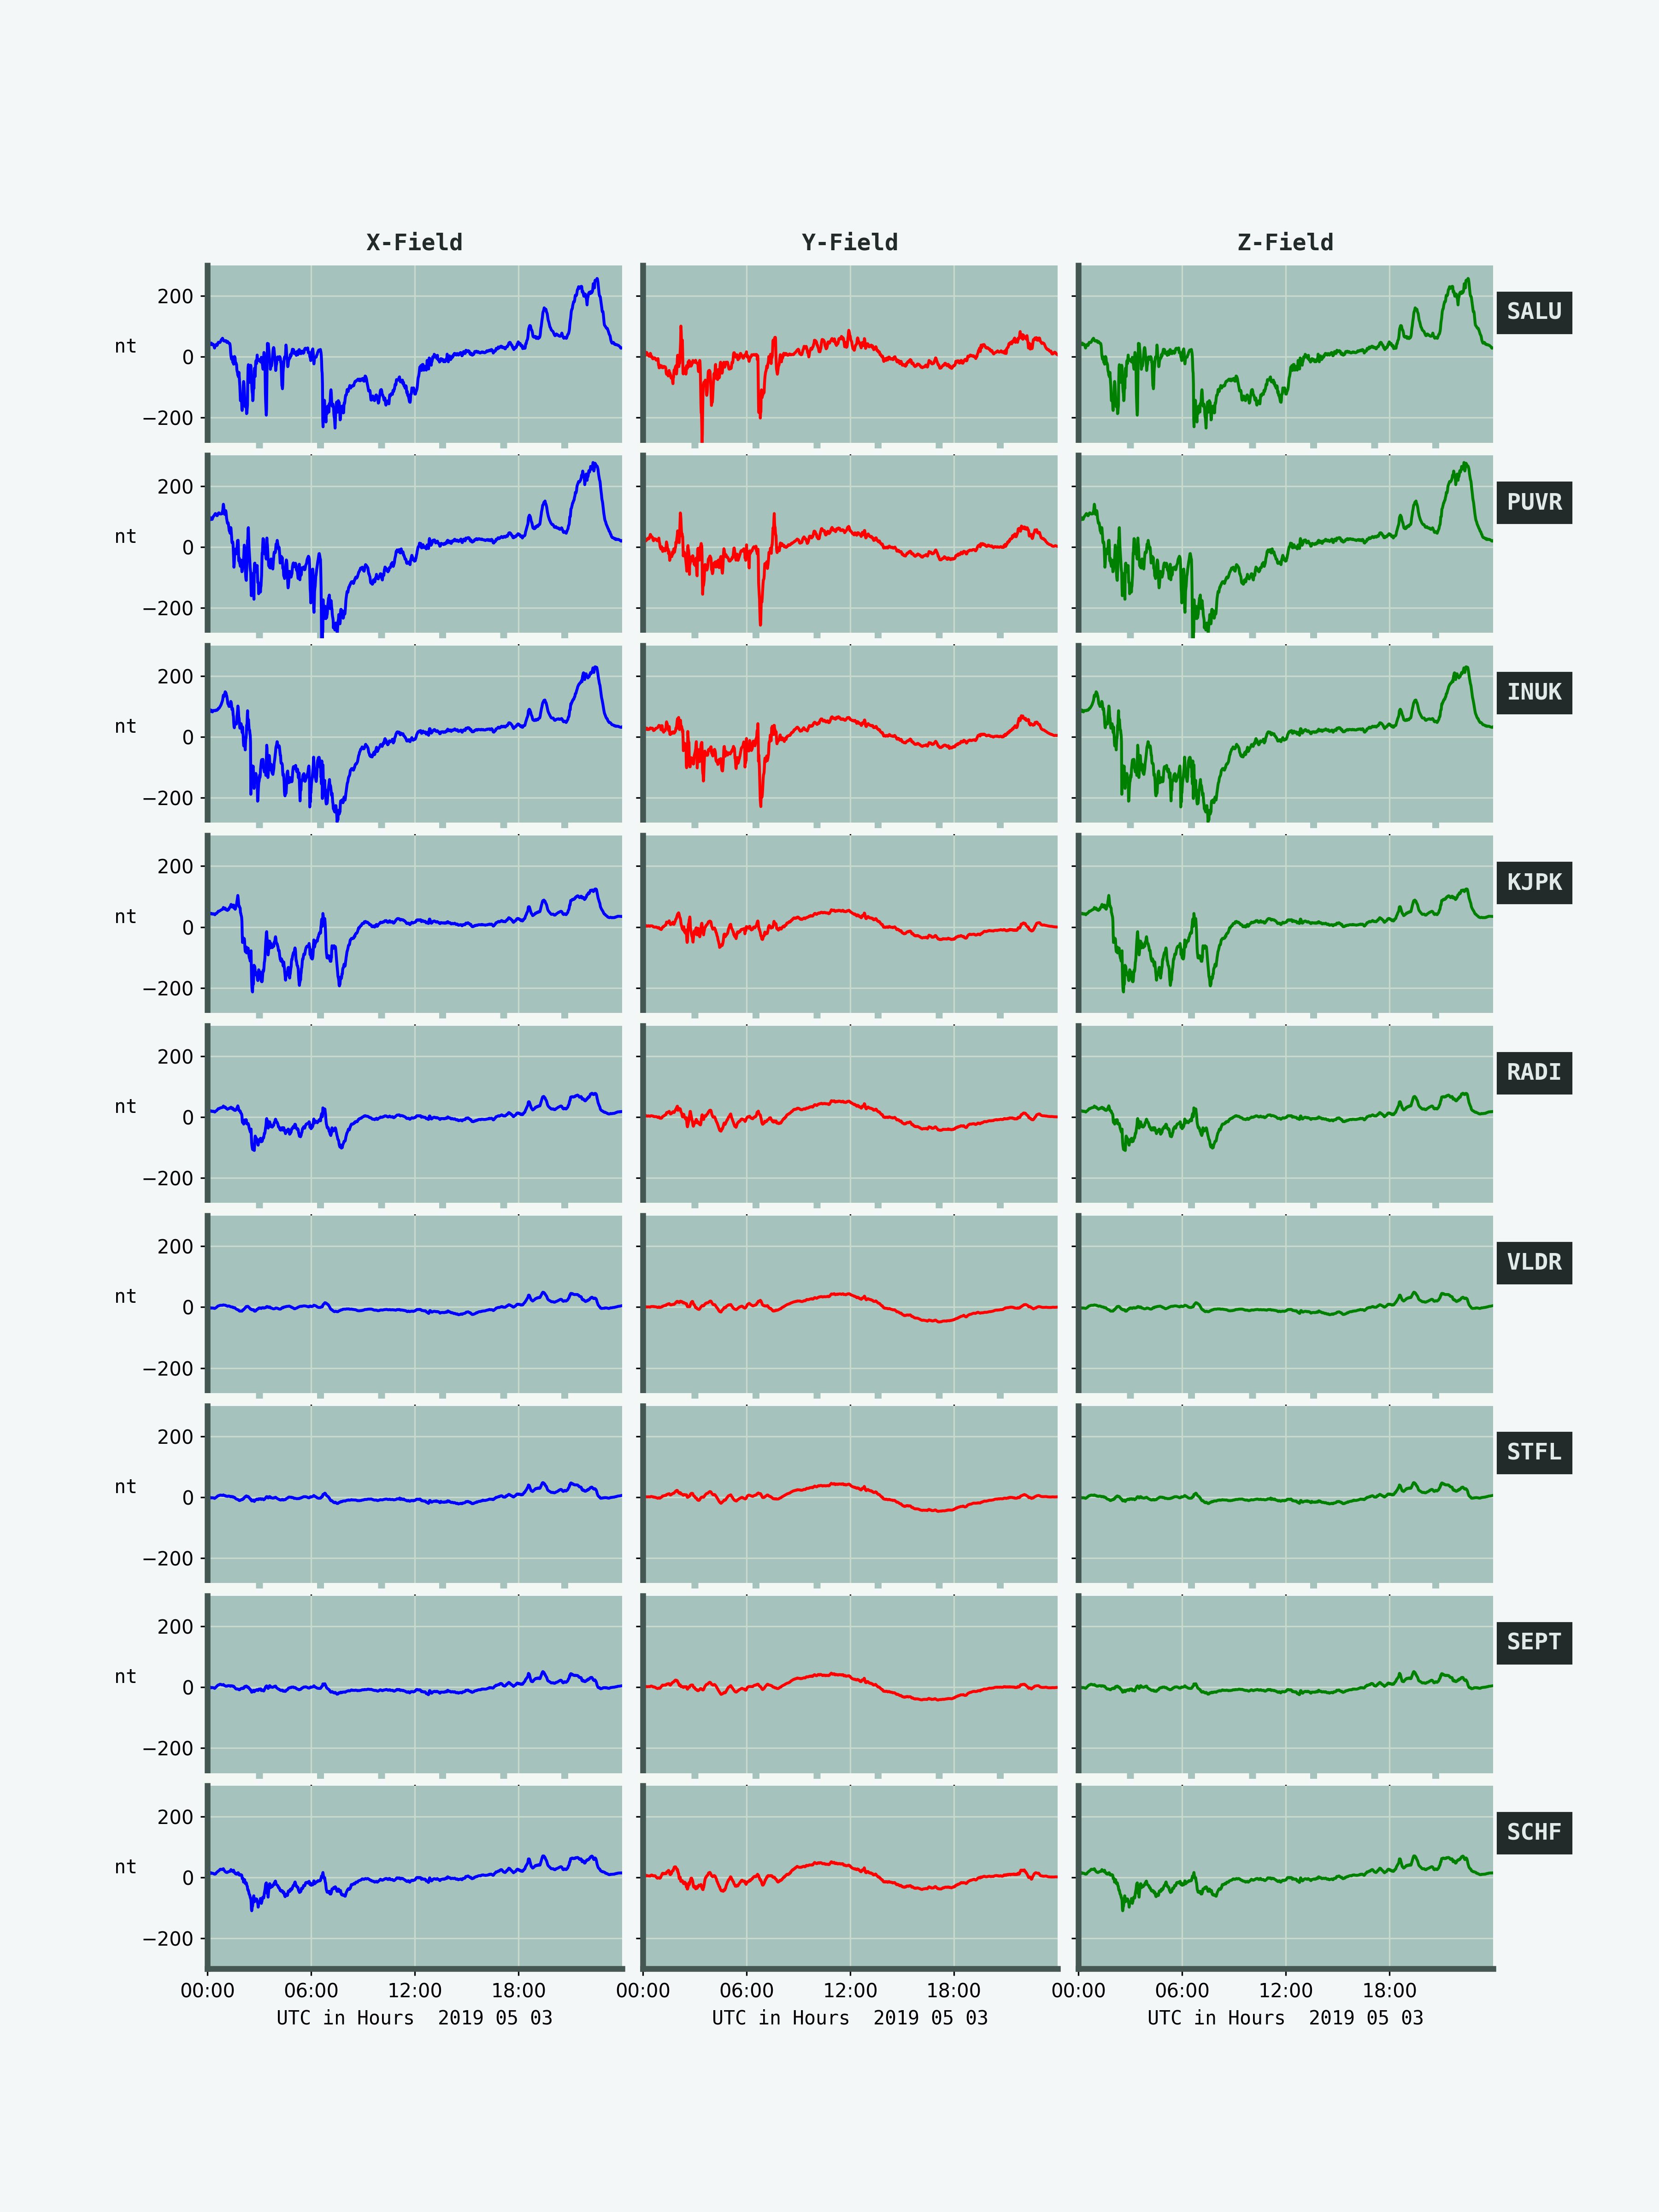 X-Field Y-Field Z-Field
200
0
−200
nt
SALU
200
0
−200
nt
PUVR
200
0
−200
nt
INUK
200
0
−200
nt
KJPK
200
0
−200
nt
RADI
200
0
−200
nt
VLDR
200
0
−200
nt
STFL
200
0
−200
nt
SEPT
200
0
−200
nt
SCHF
00:00 06:00 12:00 18:00 00:00 06:00 12:00 18:00 00:00 06:00 12:00 18:00
UTC in Hours 2019 05 03 UTC in Hours 2019 05 03 UTC in Hours 2019 05 03